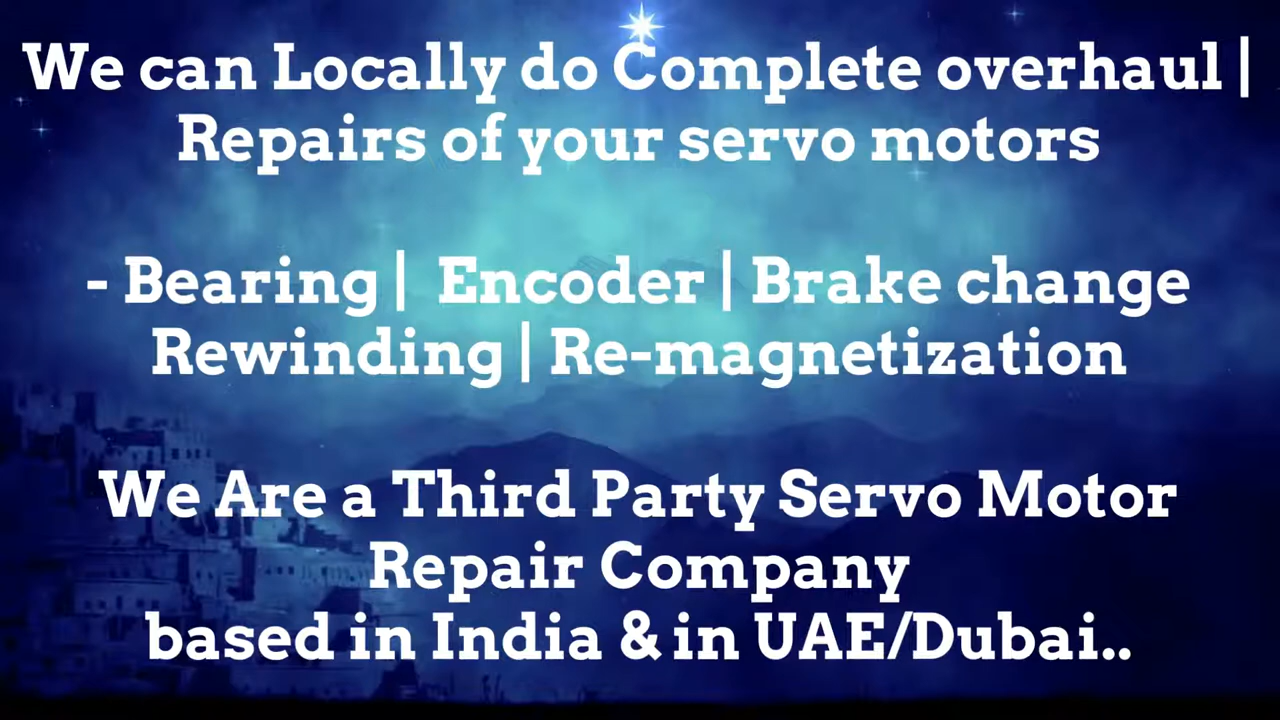 We can Locally do Complete overhaul |
Repairs of your servo motors
- Bearing |  Encoder | Brake change
Rewinding | Re-magnetization
We Are a Third Party Servo Motor
Repair Company
based in India & in UAE/Dubai..